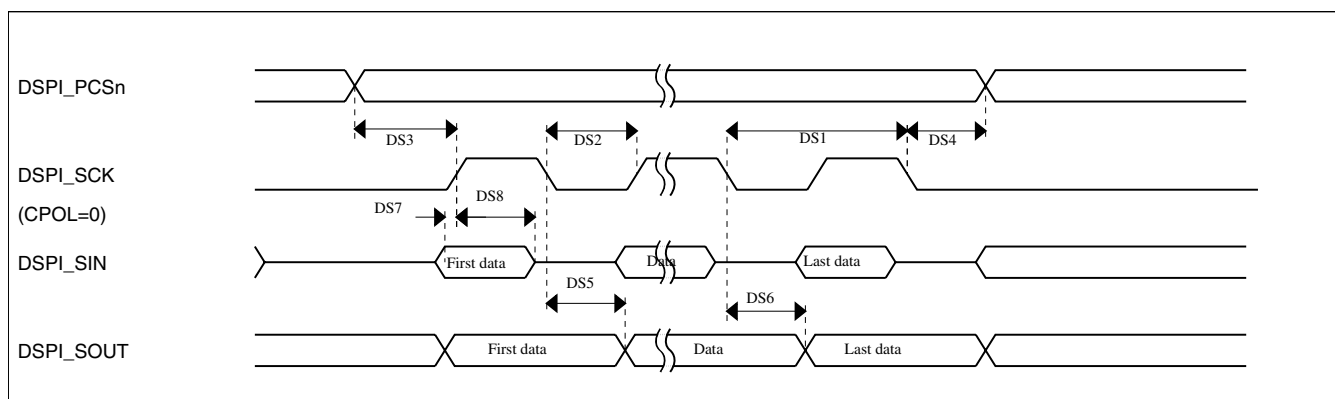 DSPI_PCSn
DS3
DS2
DS1
DS4
DSPI_SCK
(CPOL=0)
DS7
DS8
DSPI_SIN
First data
Data
Last data
DS5
DS6
DSPI_SOUT
First data
Data
Last data